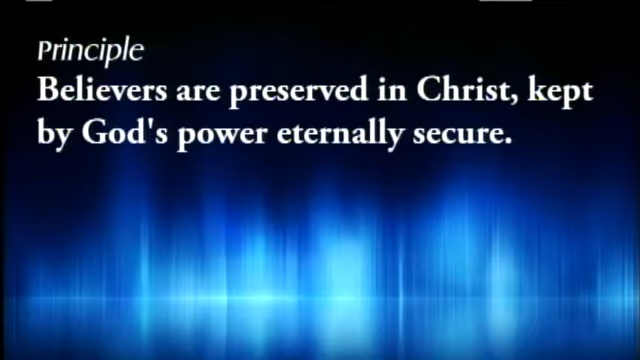 Principle
Believers are preserved in Christ, kept
by God's power eternally secure.